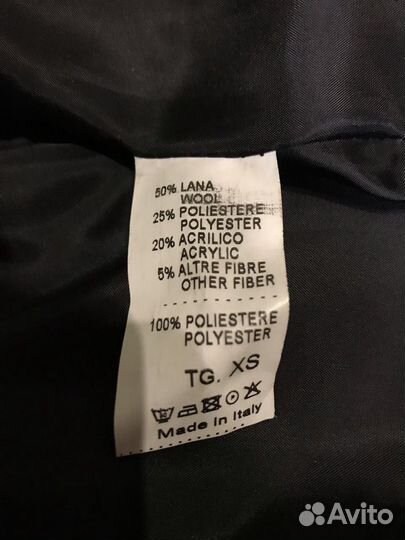 50% LANA
WOOL
25% POLIESTERE
POLYESTER
20% ACRILICO
ACRYLIC
5% ALTRE FIBRE
OTHER FIBER
100% POLIESTERE
POLYESTER
TG. XS
Made in Italy
Avito